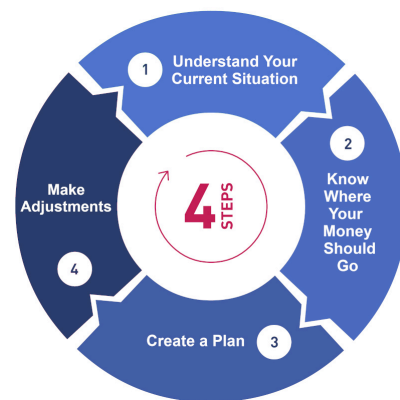 1
Understand Your
Current Situation
2
Know
Where
Your
Money
Should
Go
Create a Plan
3
Make
Adjustments
4
4
STEPS